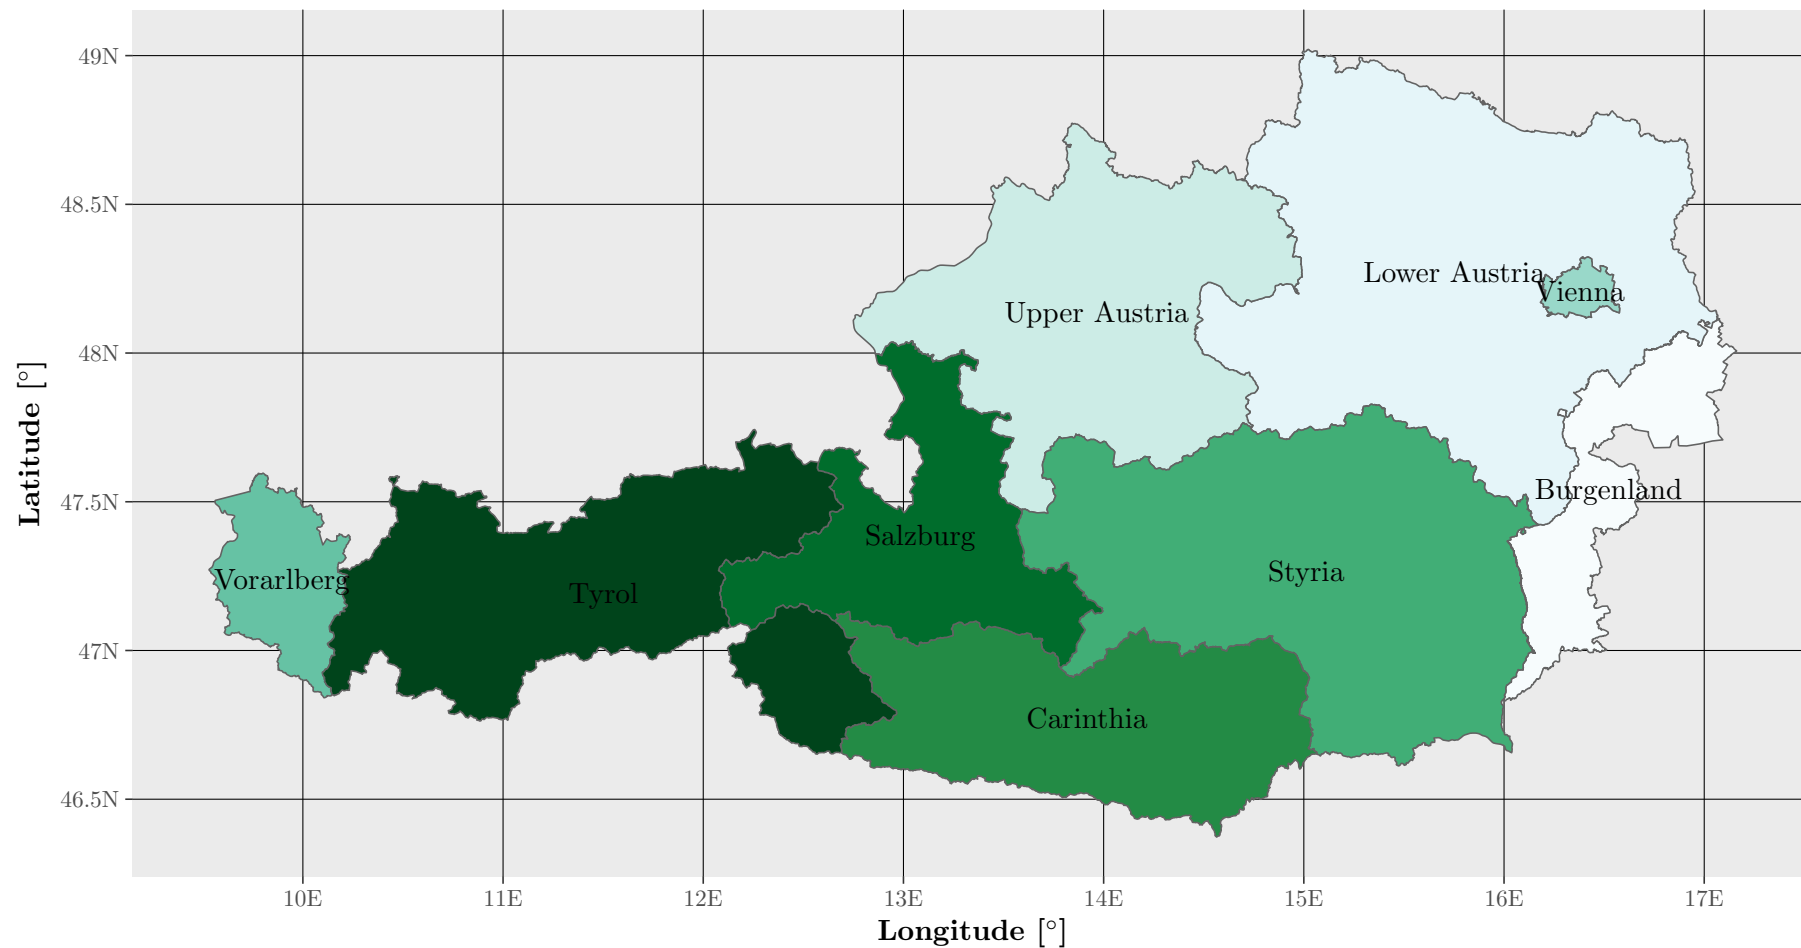 49N
48.5N
48N
47.5N
47N
46.5N
Latitude [°]
Lower Austria
Vienna
Upper Austria
Burgenland
Salzburg
Styria
Vorarlberg
Tyrol
Carinthia
10E 11E 12E 13E 14E 15E 16E 17E
Longitude [°]